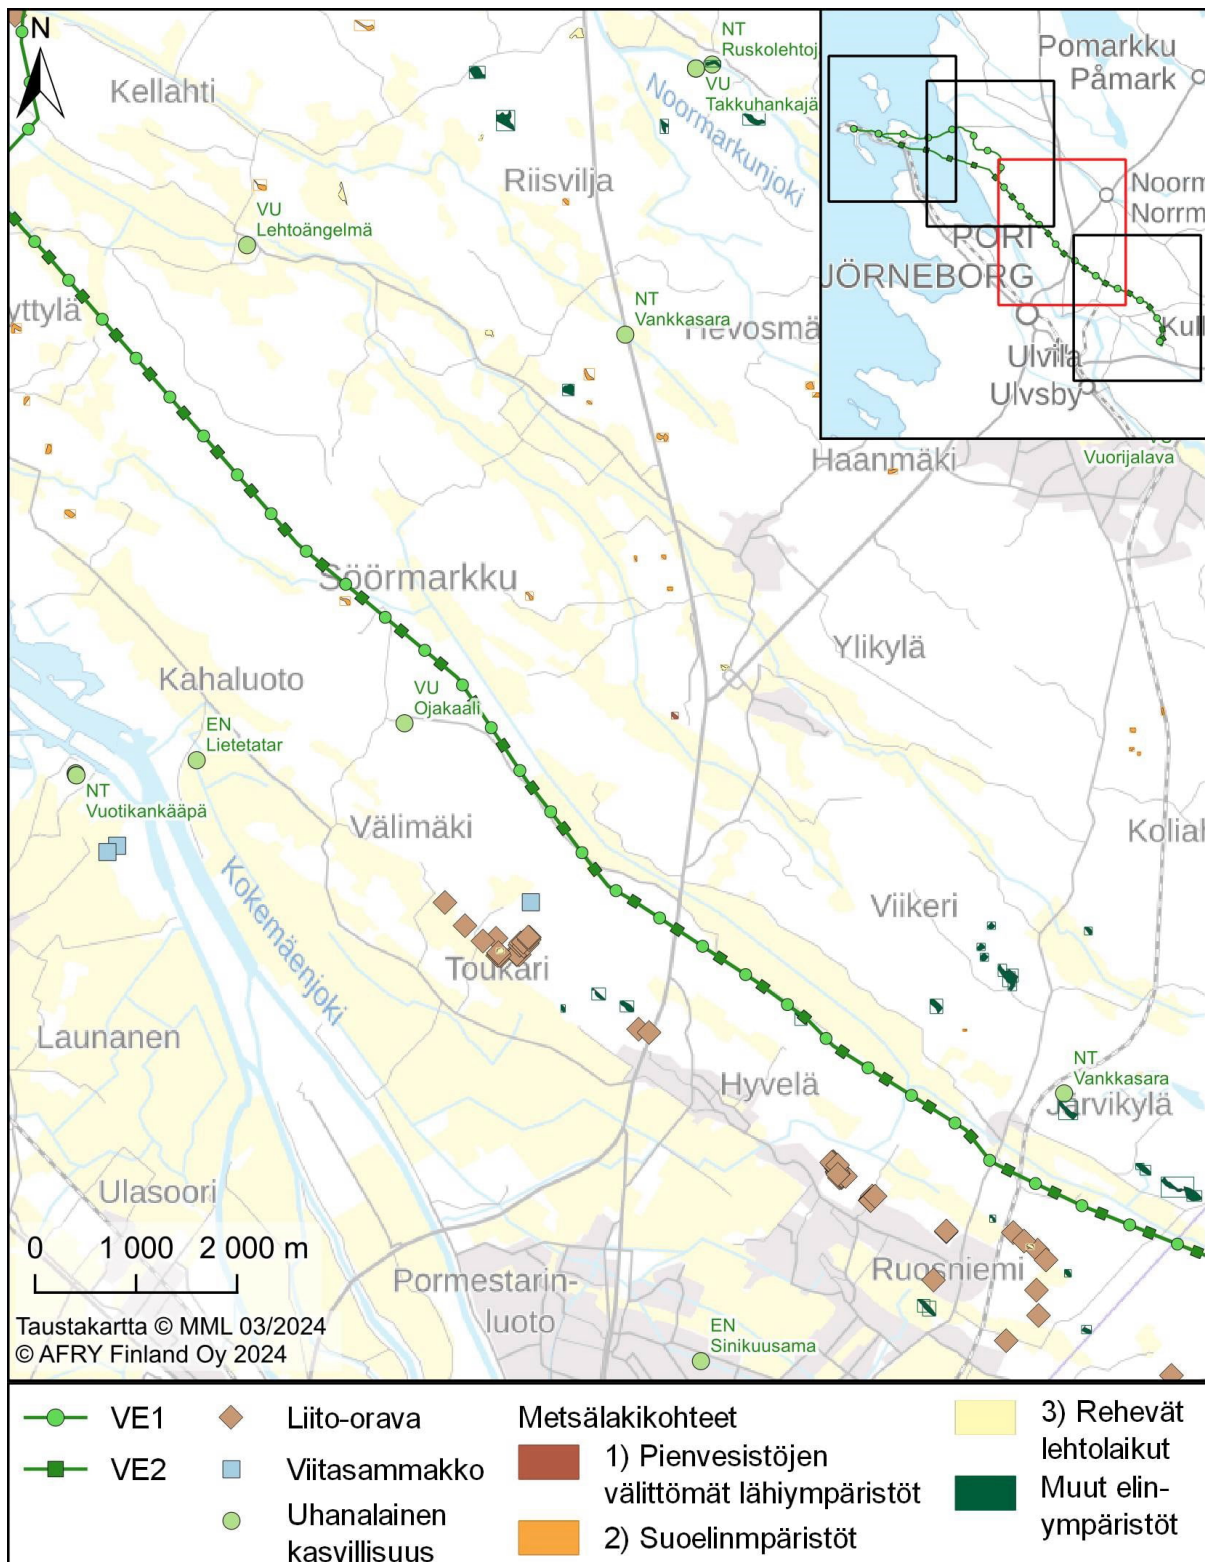 N
Kellahti
NT
Ruskolehtoj
VU
Takkuhankajä
Noormarkunjoki
Riisvilja
VU
Lehtoängelmä
Pomarkku
Påmark
Noorm
Norrm
PORI
JÖRNEBORG
Ulvila
Ulvsby
Kull
yttylä
NT
Vankkasara
Hevosmä
Haanmäki
Vuorijalava
Söörmarkku
Ylikylä
Kahaluoto
VU
Ojakaali
EN
Lietetatar
NT
Vuotikankääpä
Välimäki
Koliah
Kokemäenjoki
Viikeri
Toukari
Launanen
Hyvelä
NT
Vankkasara
Järvikylä
Ulasoori
0 1 000 2 000 m
Pormestarin-
luoto
Ruosniemi
EN
Sinikuusama
Taustakartta © MML 03/2024
© AFRY Finland Oy 2024
VE1
VE2
Liito-orava
Viitasammakko
Uhanalainen
kasvillisuus
Metsälakikohteet
1) Pienvesistöjen
välittömät lähiympäristöt
2) Suoelinmpäristöt
3) Rehevät
lehtolaikut
Muut elin-
ympäristöt